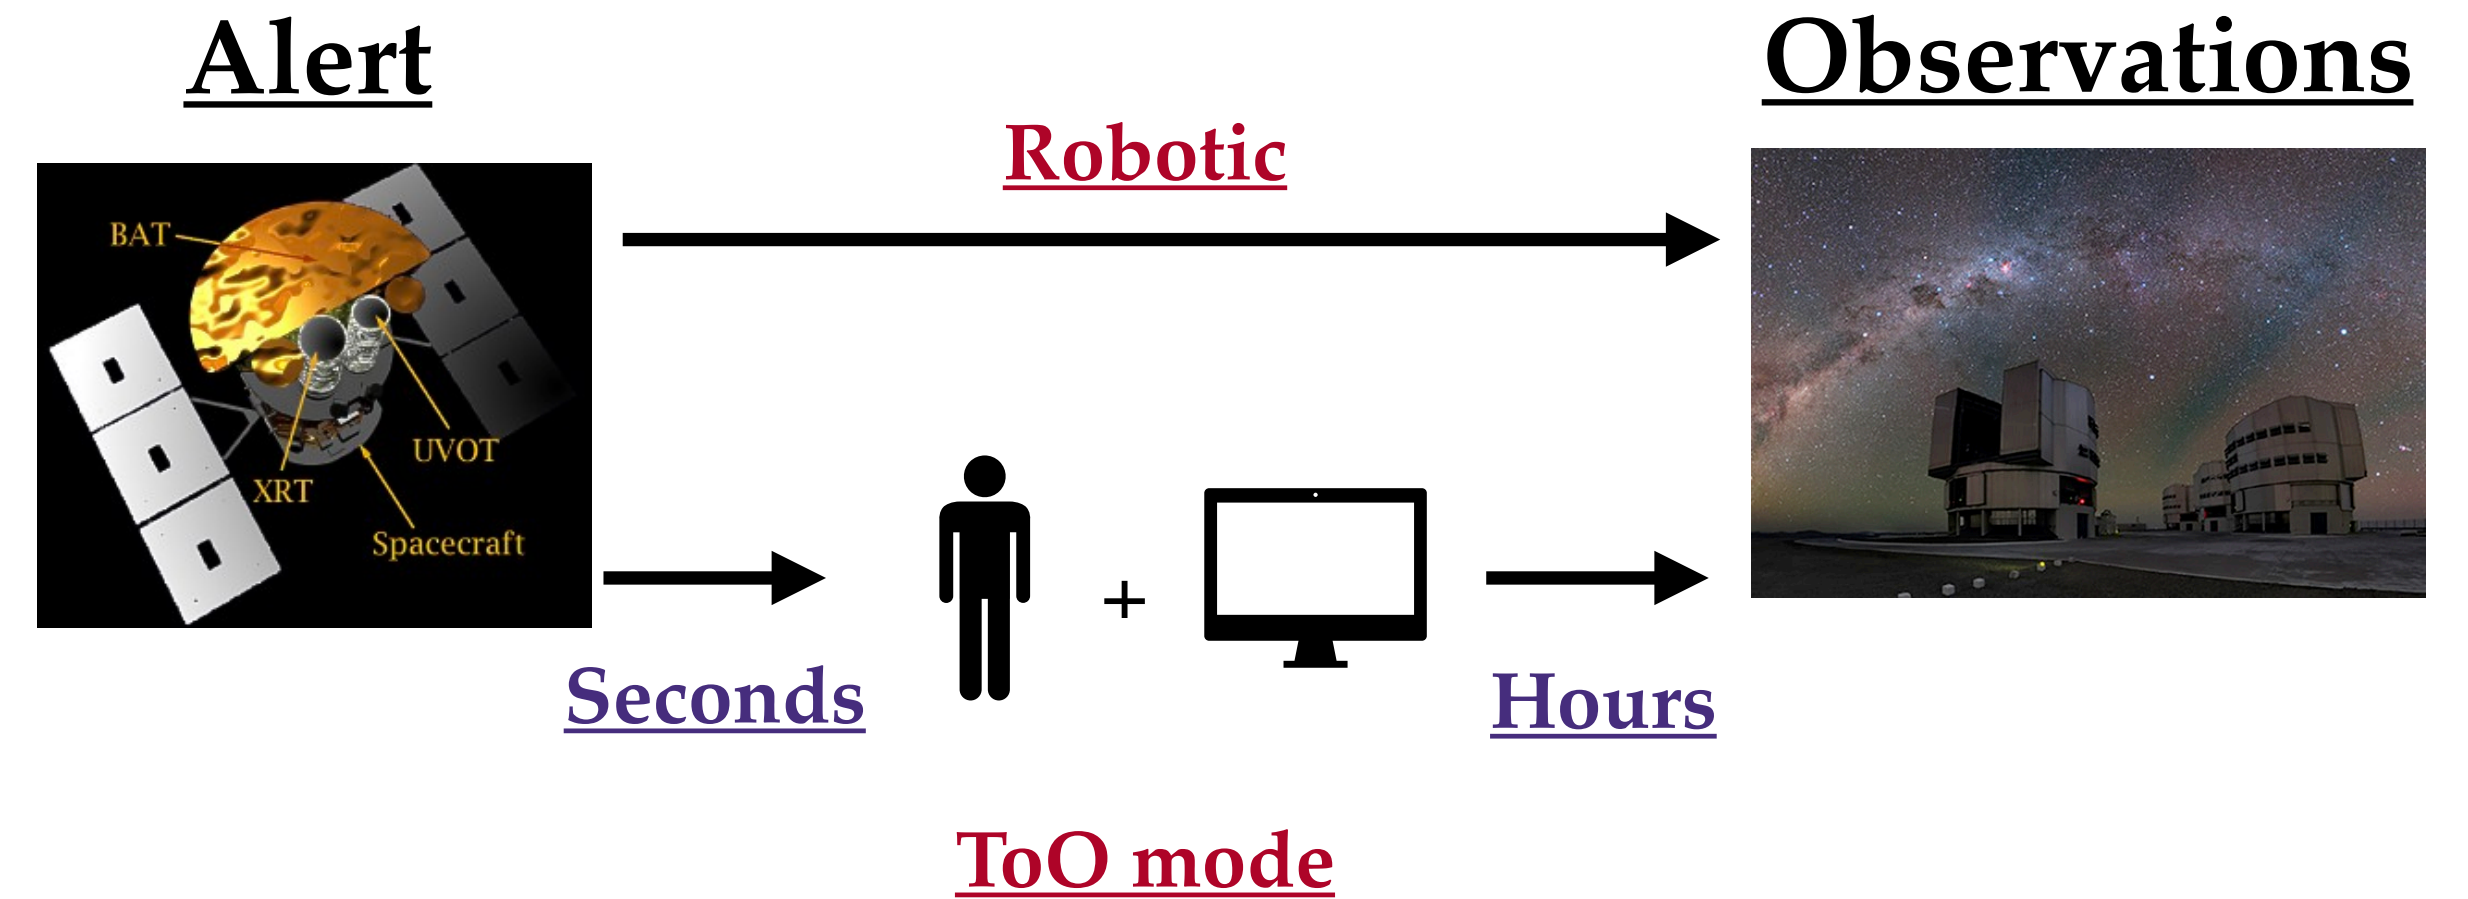 Alert
Observations
Robotic
BAT
UVOT
XRT
Spacecraft
+
Seconds
Hours
ToO mode